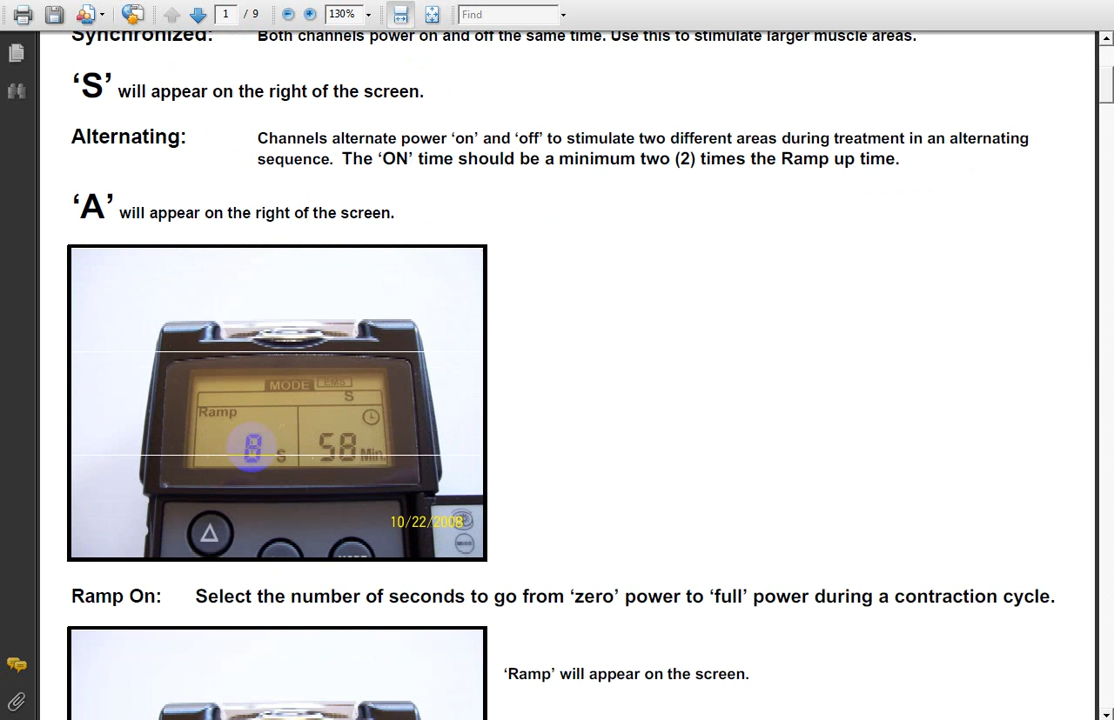 1 / 9 130% Find
Synchronized: Both channels power on and off the same time. Use this to stimulate larger muscle areas.
‘S’ will appear on the right of the screen.
Alternating: Channels alternate power ‘on’ and ‘off’ to stimulate two different areas during treatment in an alternating
sequence. The ‘ON’ time should be a minimum two (2) times the Ramp up time.
‘A’ will appear on the right of the screen.
MODE EMS
S
Ramp
8 S 58 Min.
10/22/2008
Ramp On: Select the number of seconds to go from ‘zero’ power to ‘full’ power during a contraction cycle.
‘Ramp’ will appear on the screen.